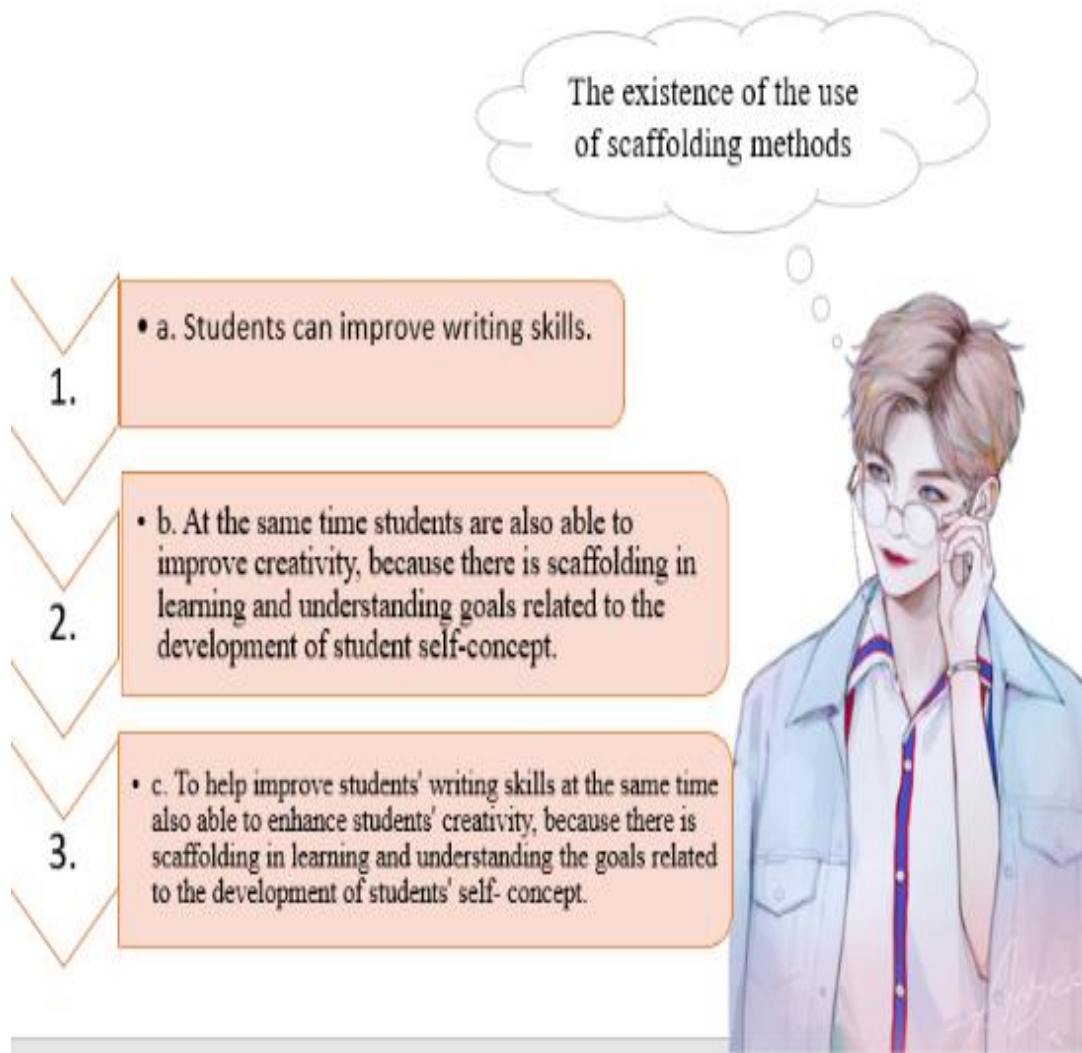 The existence of the use
of scaffolding methods
1.
• a. Students can improve writing skills.
2.
• b. At the same time students are also able to
improve creativity, because there is scaffolding in
learning and understanding goals related to the
development of student self-concept.
3.
• c. To help improve students' writing skills at the same time
also able to enhance students' creativity, because there is
scaffolding in learning and understanding the goals related
to the development of students' self- concept.